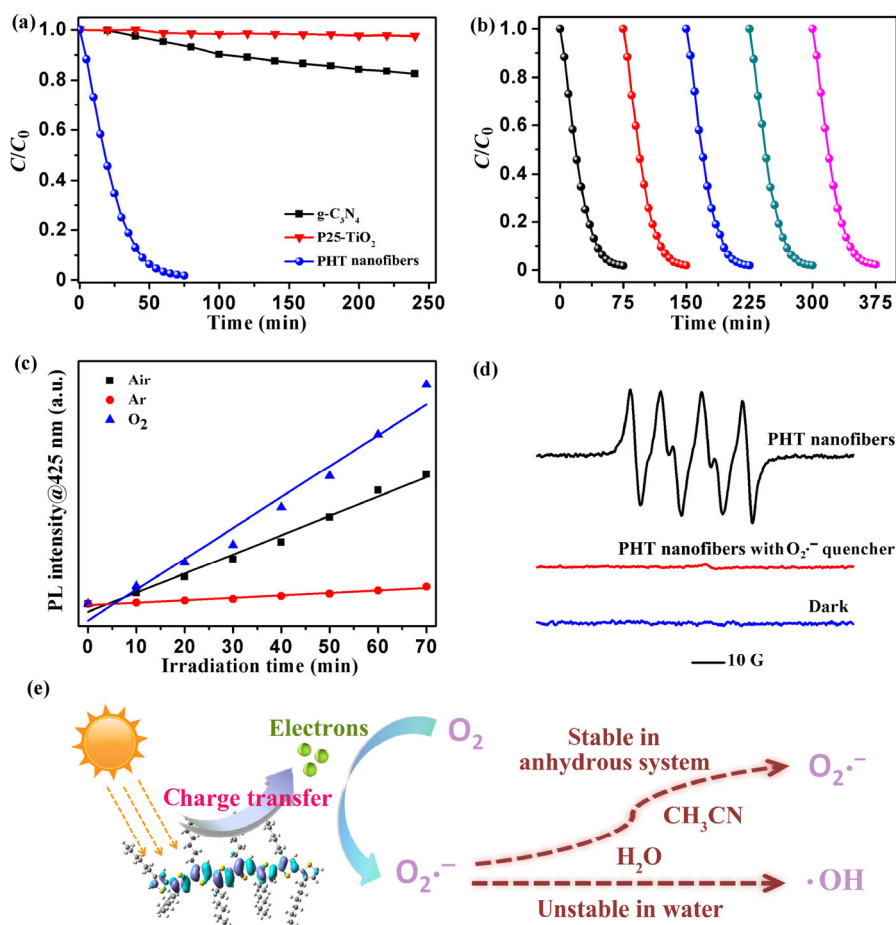 (a)
1.0
0.8
0.6
0.4
0.2
0
C/C₀
g-C₃N₄
P25-TiO₂
PHT nanofibers
0 50 100 150 200 250
Time (min)
(b)
1.0
0.8
0.6
0.4
0.2
0
C/C₀
0 75 150 225 300 375
Time (min)
(c)
PL intensity@425 nm (a.u.)
Air
Ar
O₂
0 10 20 30 40 50 60 70
Irradiation time (min)
(d)
PHT nanofibers
PHT nanofibers with O₂·⁻ quencher
Dark
10 G
(e)
Electrons
Charge transfer
O₂
O₂·⁻
Stable in
anhydrous system
CH₃CN
O₂·⁻
H₂O
·OH
Unstable in water